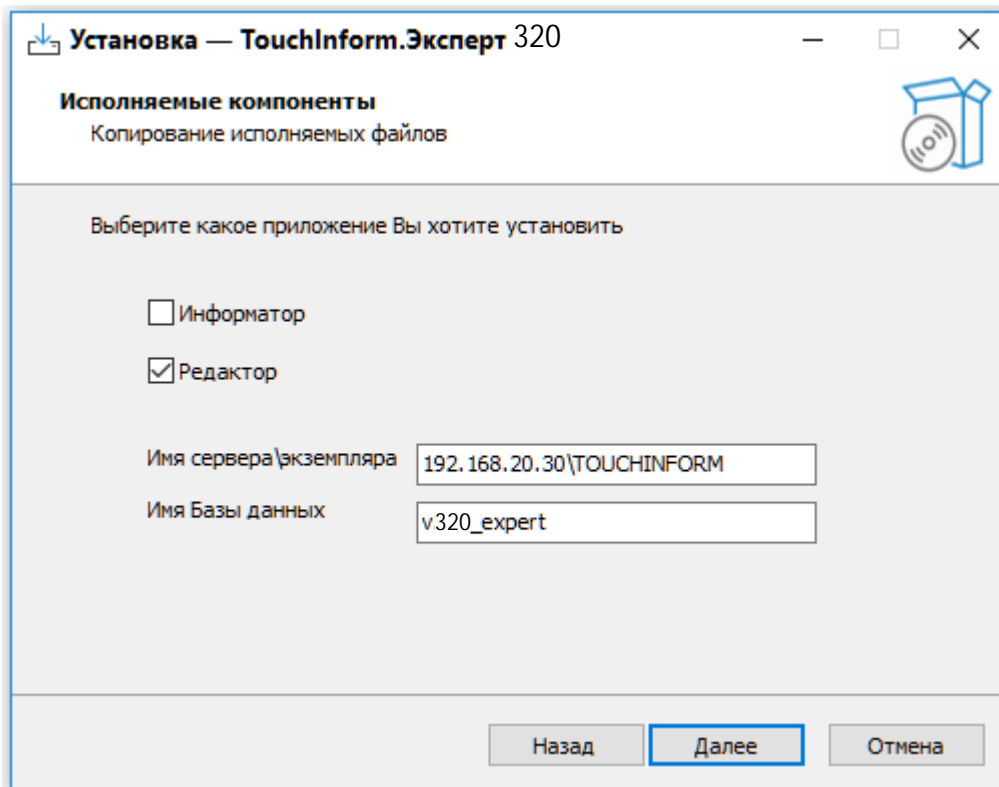 Установка — TouchInform.Эксперт 320
Исполняемые компоненты
Копирование исполняемых файлов
Выберите какое приложение Вы хотите установить
Информатор
Редактор
Имя сервера\экземпляра 192.168.20.30\TOUCHINFORM
Имя Базы данных v320_expert
Назад Далее Отмена